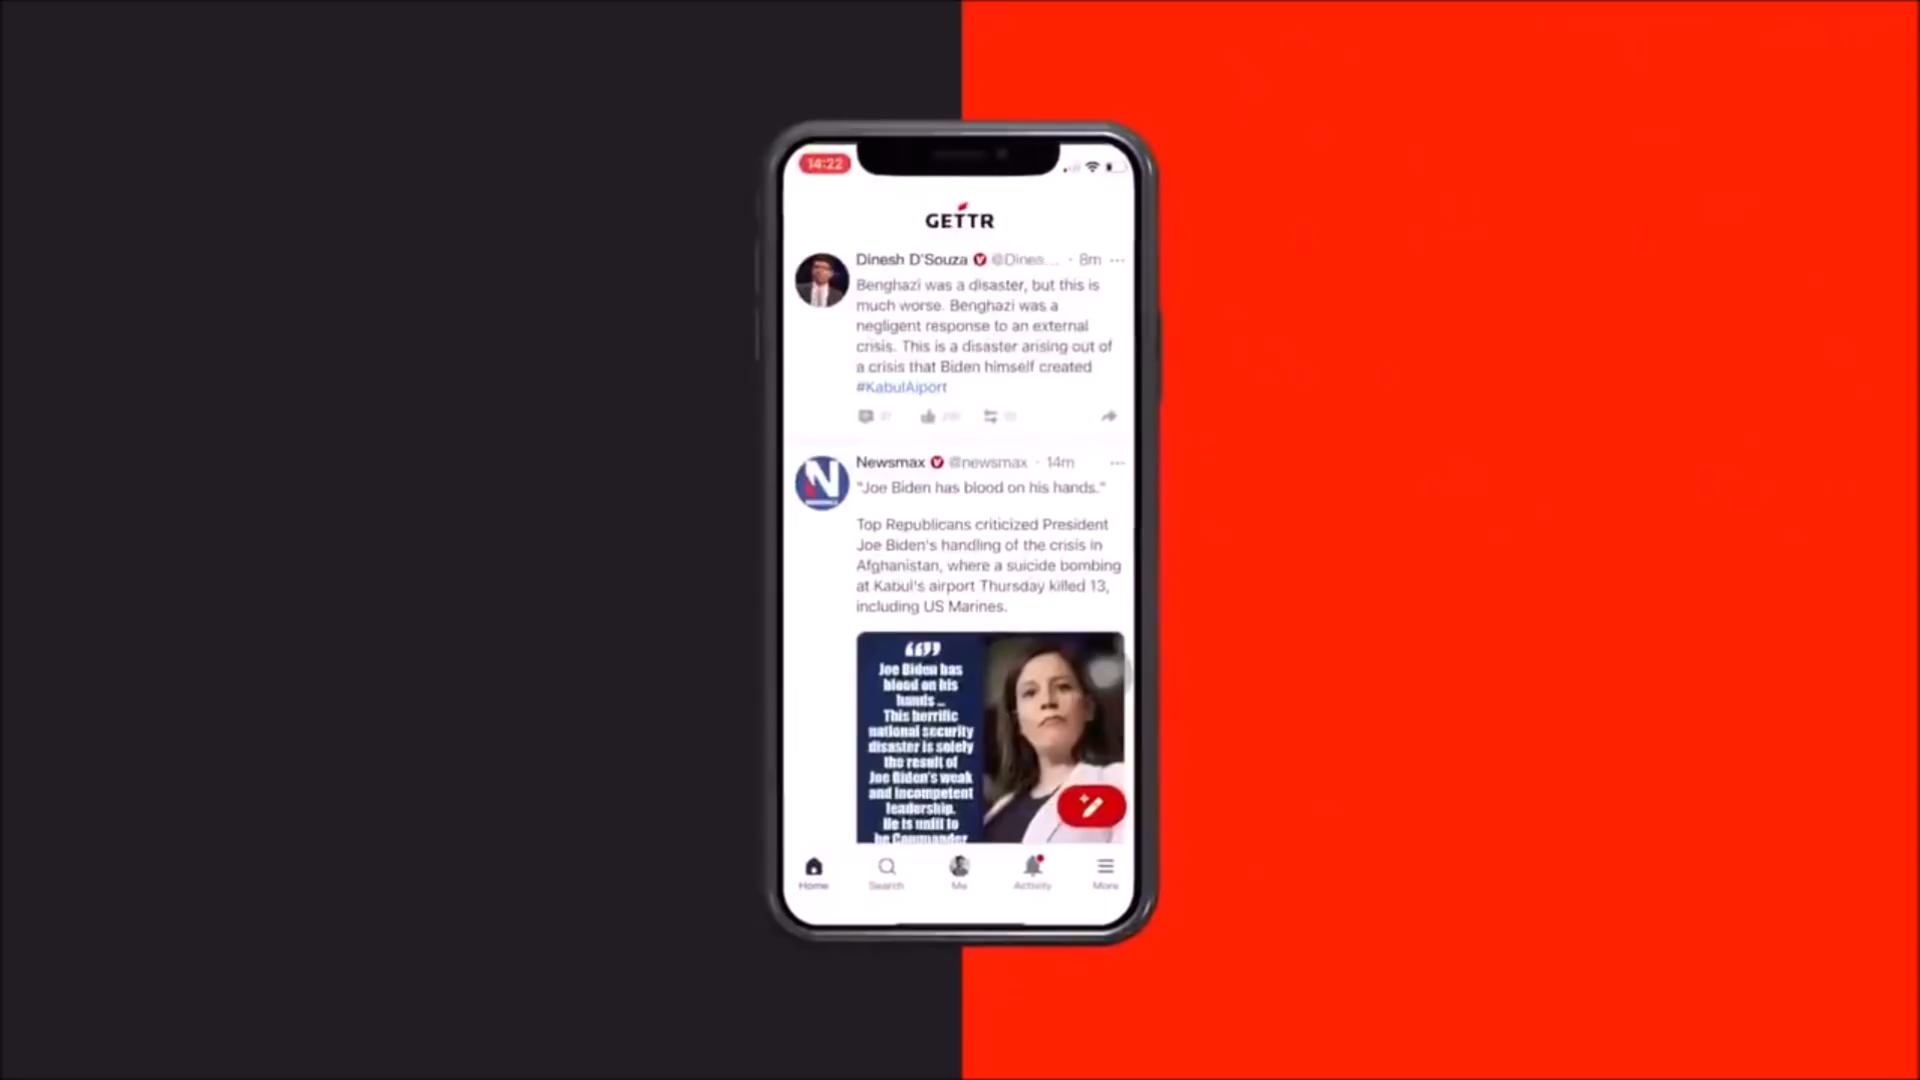 14:22
GETTR
Dinesh D'Souza @Dines... · 8m
Benghazi was a disaster, but this is
much worse. Benghazi was a
negligent response to an external
crisis. This is a disaster arising out of
a crisis that Biden himself created
#KabulAiport
Newsmax @newsmax · 14m
"Joe Biden has blood on his hands."
Top Republicans criticized President
Joe Biden's handling of the crisis in
Afghanistan, where a suicide bombing
at Kabul's airport Thursday killed 13,
including US Marines.
Joe Biden has
blood on his
hands ...
This horrific
national security
disaster is solely
the result of
Joe Biden's weak
and incompetent
leadership.
He is unfit to
be Commander
Home
Search
Me
Activity
More